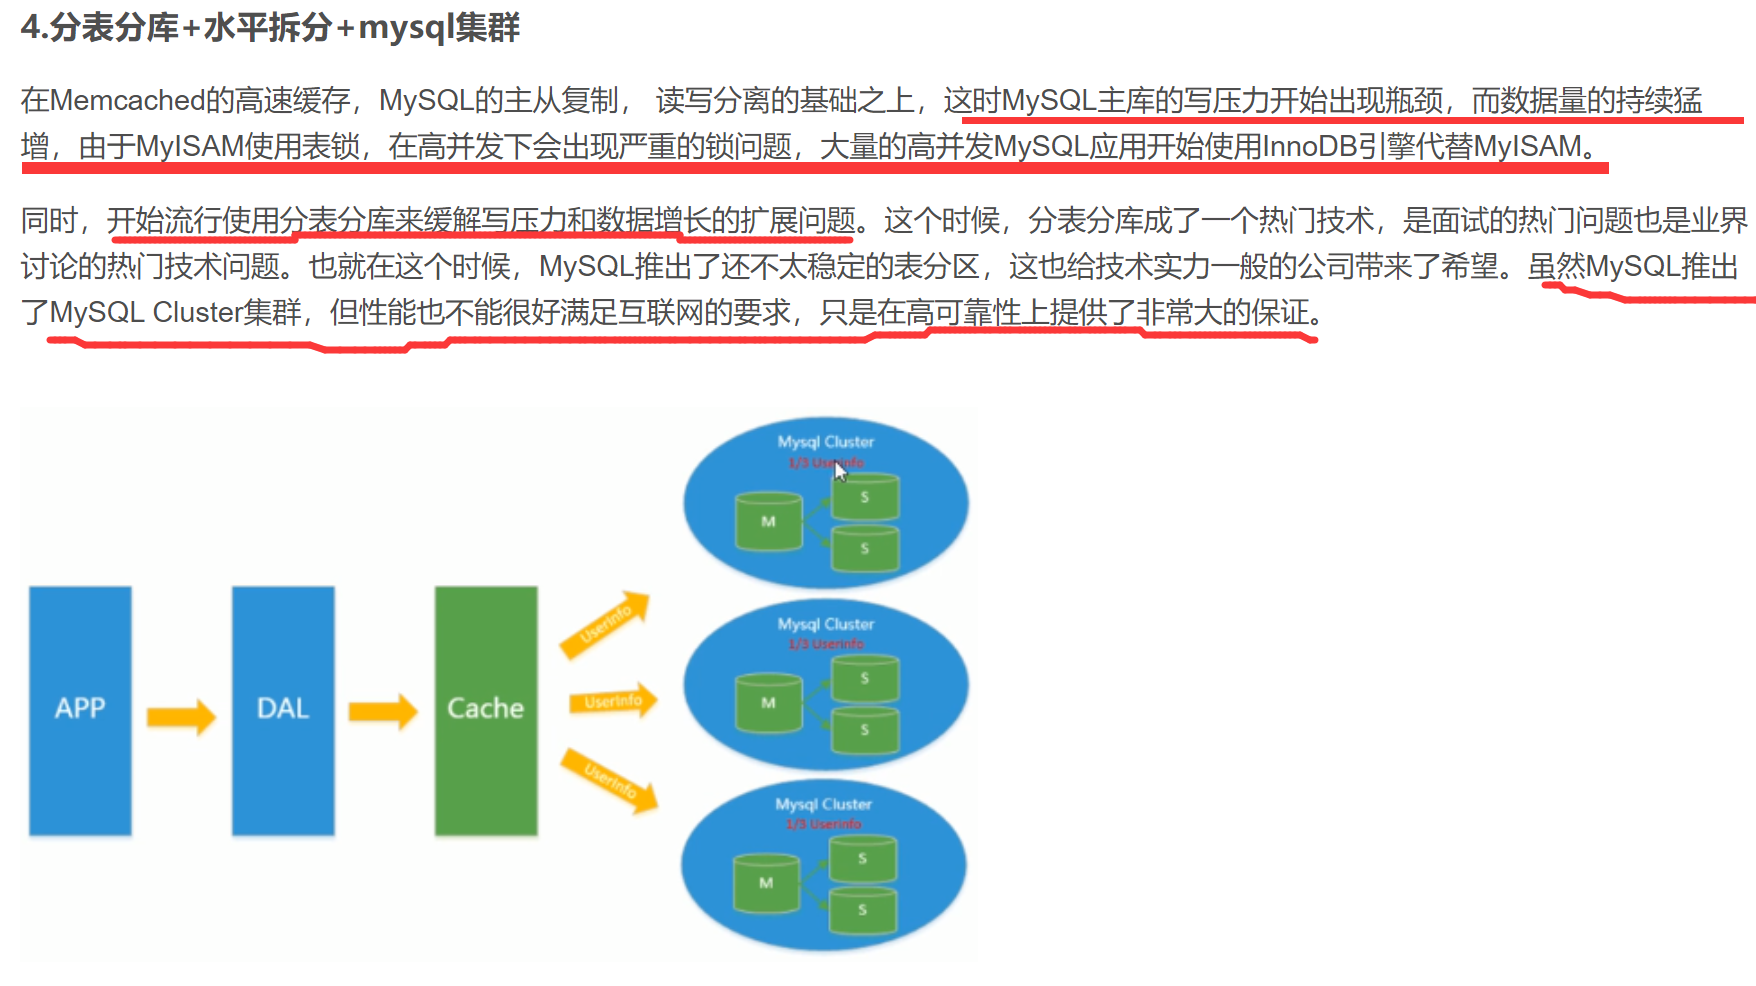 4.分表分库+水平拆分+mysql集群
在Memcached的高速缓存，MySQL的主从复制， 读写分离的基础之上，这时MySQL主库的写压力开始出现瓶颈，而数据量的持续猛
增，由于MyISAM使用表锁，在高并发下会出现严重的锁问题，大量的高并发MySQL应用开始使用InnoDB引擎代替MyISAM。
同时，开始流行使用分表分库来缓解写压力和数据增长的扩展问题。这个时候，分表分库成了一个热门技术，是面试的热门问题也是业界
讨论的热门技术问题。也就在这个时候，MySQL推出了还不太稳定的表分区，这也给技术实力一般的公司带来了希望。虽然MySQL推出
了MySQL Cluster集群，但性能也不能很好满足互联网的要求，只是在高可靠性上提供了非常大的保证。
Mysql Cluster
1/3 Userinfo
M
S
S
APP
DAL
Cache
UserInfo
UserInfo
UserInfo
Mysql Cluster
1/3 Userinfo
M
S
S
Mysql Cluster
1/3 Userinfo
M
S
S